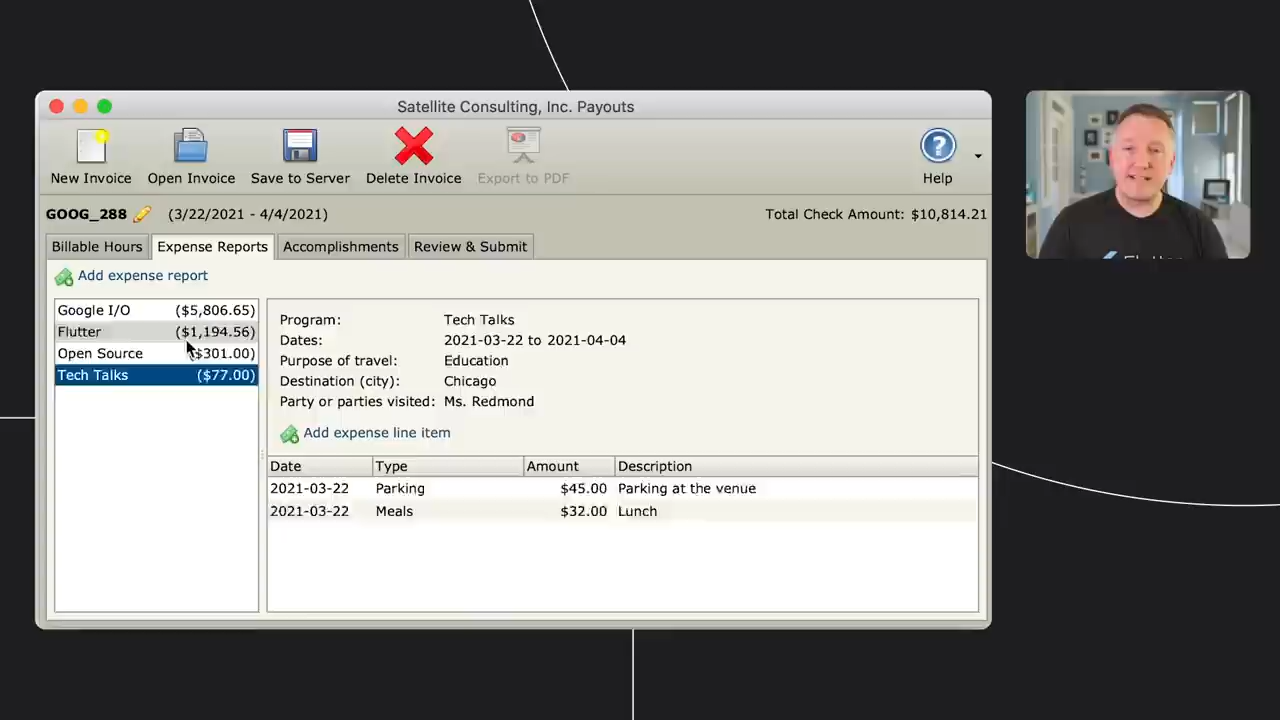 Satellite Consulting, Inc. Payouts
New Invoice Open Invoice Save to Server Delete Invoice Export to PDF Help
GOOG_288 (3/22/2021 - 4/4/2021) Total Check Amount: $10,814.21
Billable Hours Expense Reports Accomplishments Review & Submit
Add expense report
Google I/O ($5,806.65)
Flutter ($1,194.56)
Open Source ($301.00)
Tech Talks ($77.00)
Program: Tech Talks
Dates: 2021-03-22 to 2021-04-04
Purpose of travel: Education
Destination (city): Chicago
Party or parties visited: Ms. Redmond
Add expense line item
Date Type Amount Description
2021-03-22 Parking $45.00 Parking at the venue
2021-03-22 Meals $32.00 Lunch